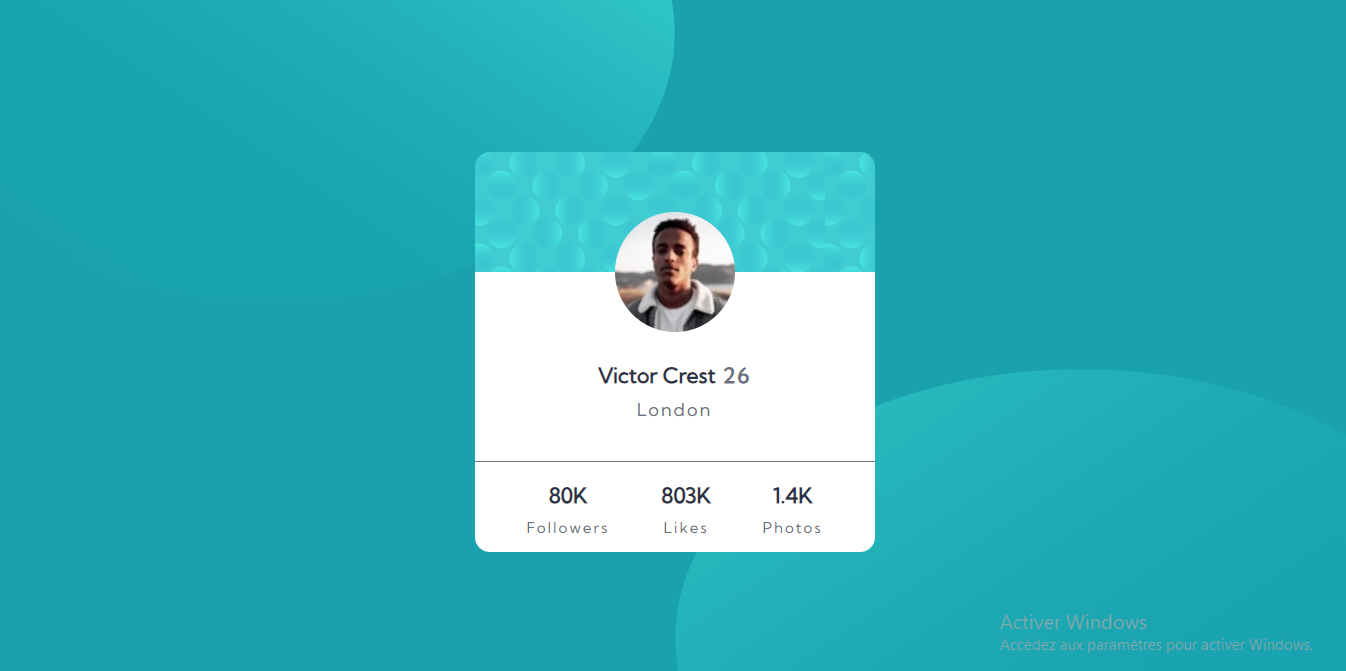 Victor Crest 26
London
80K 803K 1.4K
Followers Likes Photos
Activer Windows
Accédez aux paramètres pour activer Windows.